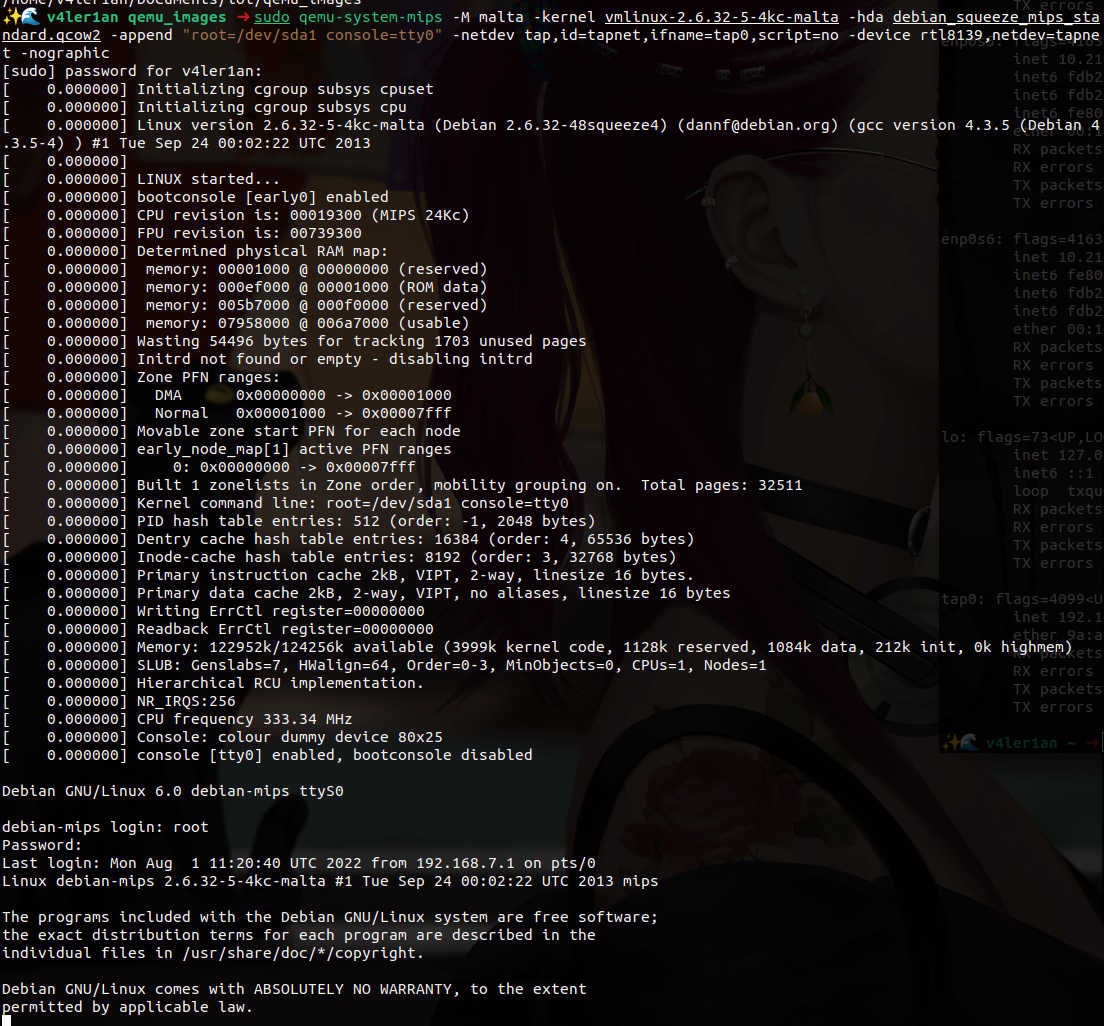 /home/v4ler1an/Documents/iot/qemu_images
✨🌊 v4ler1an qemu_images → sudo qemu-system-mips -M malta -kernel vmlinux-2.6.32-5-4kc-malta -hda debian_squeeze_mips_sta
ndard.qcow2 -append "root=/dev/sda1 console=tty0" -netdev tap,id=tapnet,ifname=tap0,script=no -device rtl8139,netdev=tapne
t -nographic
[sudo] password for v4ler1an:
[    0.000000] Initializing cgroup subsys cpuset
[    0.000000] Initializing cgroup subsys cpu
[    0.000000] Linux version 2.6.32-5-4kc-malta (Debian 2.6.32-48squeeze4) (dannf@debian.org) (gcc version 4.3.5 (Debian 4
.3.5-4) ) #1 Tue Sep 24 00:02:22 UTC 2013
[    0.000000]
[    0.000000] LINUX started...
[    0.000000] bootconsole [early0] enabled
[    0.000000] CPU revision is: 00019300 (MIPS 24Kc)
[    0.000000] FPU revision is: 00739300
[    0.000000] Determined physical RAM map:
[    0.000000]  memory: 00001000 @ 00000000 (reserved)
[    0.000000]  memory: 000ef000 @ 00001000 (ROM data)
[    0.000000]  memory: 005b7000 @ 000f0000 (reserved)
[    0.000000]  memory: 07958000 @ 006a7000 (usable)
[    0.000000] Wasting 54496 bytes for tracking 1703 unused pages
[    0.000000] Initrd not found or empty - disabling initrd
[    0.000000] Zone PFN ranges:
[    0.000000]   DMA      0x00000000 -> 0x00001000
[    0.000000]   Normal   0x00001000 -> 0x00007fff
[    0.000000] Movable zone start PFN for each node
[    0.000000] early_node_map[1] active PFN ranges
[    0.000000]     0: 0x00000000 -> 0x00007fff
[    0.000000] Built 1 zonelists in Zone order, mobility grouping on.  Total pages: 32511
[    0.000000] Kernel command line: root=/dev/sda1 console=tty0
[    0.000000] PID hash table entries: 512 (order: -1, 2048 bytes)
[    0.000000] Dentry cache hash table entries: 16384 (order: 4, 65536 bytes)
[    0.000000] Inode-cache hash table entries: 8192 (order: 3, 32768 bytes)
[    0.000000] Primary instruction cache 2kB, VIPT, 2-way, linesize 16 bytes.
[    0.000000] Primary data cache 2kB, 2-way, VIPT, no aliases, linesize 16 bytes
[    0.000000] Writing ErrCtl register=00000000
[    0.000000] Readback ErrCtl register=00000000
[    0.000000] Memory: 122952k/124256k available (3999k kernel code, 1128k reserved, 1084k data, 212k init, 0k highmem)
[    0.000000] SLUB: Genslabs=7, HWalign=64, Order=0-3, MinObjects=0, CPUs=1, Nodes=1
[    0.000000] Hierarchical RCU implementation.
[    0.000000] NR_IRQS:256
[    0.000000] CPU frequency 333.34 MHz
[    0.000000] Console: colour dummy device 80x25
[    0.000000] console [tty0] enabled, bootconsole disabled
Debian GNU/Linux 6.0 debian-mips ttyS0
debian-mips login: root
Password:
Last login: Mon Aug  1 11:20:40 UTC 2022 from 192.168.7.1 on pts/0
Linux debian-mips 2.6.32-5-4kc-malta #1 Tue Sep 24 00:02:22 UTC 2013 mips
The programs included with the Debian GNU/Linux system are free software;
the exact distribution terms for each program are described in the
individual files in /usr/share/doc/*/copyright.
Debian GNU/Linux comes with ABSOLUTELY NO WARRANTY, to the extent
permitted by applicable law.
TX errors
inet 10.21
inet6 fdb2
inet6 fdb2
inet6 fe80
RX packets
RX errors
TX packets
TX errors
enp0s6: flags=4163
inet 10.21
inet6 fe80
inet6 fdb2
inet6 fdb2
ether 00:1
RX packets
RX errors
TX packets
TX errors
lo: flags=73<UP,LO
inet 127.0
inet6 ::1
loop  txqu
RX packets
RX errors
TX packets
TX errors
tap0: flags=4099<U
inet 192.1
ether 9a:a
RX packets
RX errors
TX packets
TX errors
✨🌊 v4ler1an ~ →